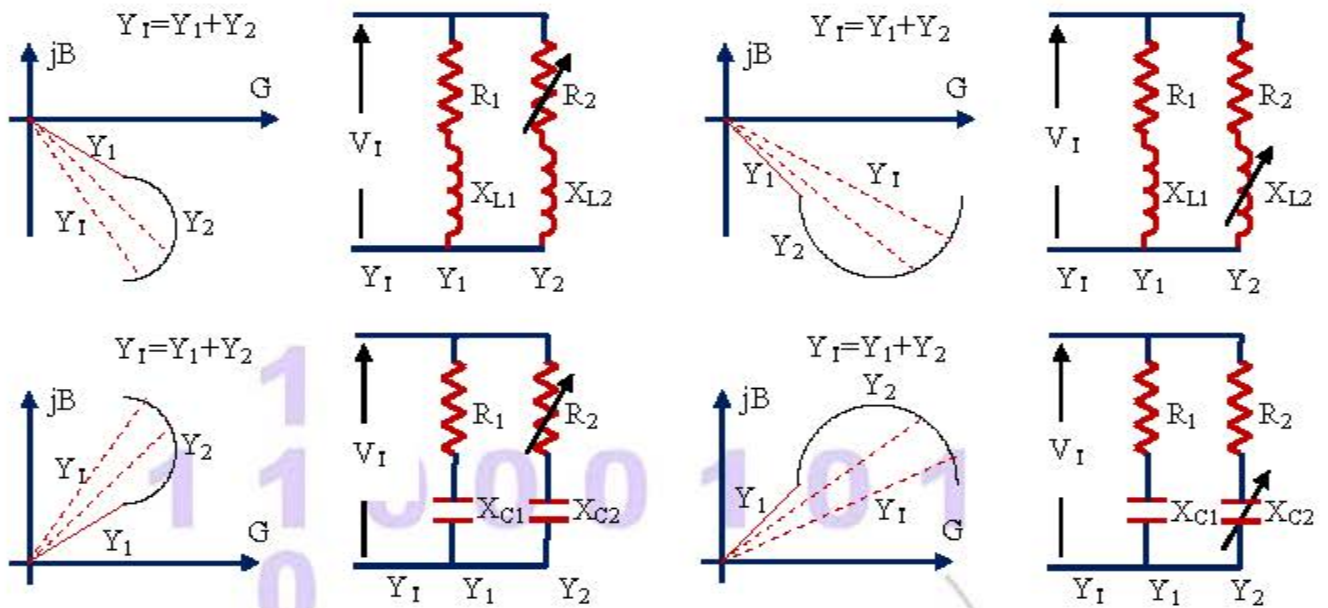 Y_I=Y_1+Y_2
jB
G
Y_1
Y_I
Y_2
V_I
R_1
R_2
X_L1
X_L2
Y_I Y_1 Y_2
Y_I=Y_1+Y_2
jB
G
Y_1
Y_I
Y_2
V_I
R_1
R_2
X_L1
X_L2
Y_I Y_1 Y_2
Y_I=Y_1+Y_2
jB
Y_2
Y_I
Y_1
G
V_I
R_1
R_2
X_C1
X_C2
Y_I Y_1 Y_2
Y_I=Y_1+Y_2
Y_2
jB
Y_1
Y_I
G
V_I
R_1
R_2
X_C1
X_C2
Y_I Y_1 Y_2
1
11000101
0